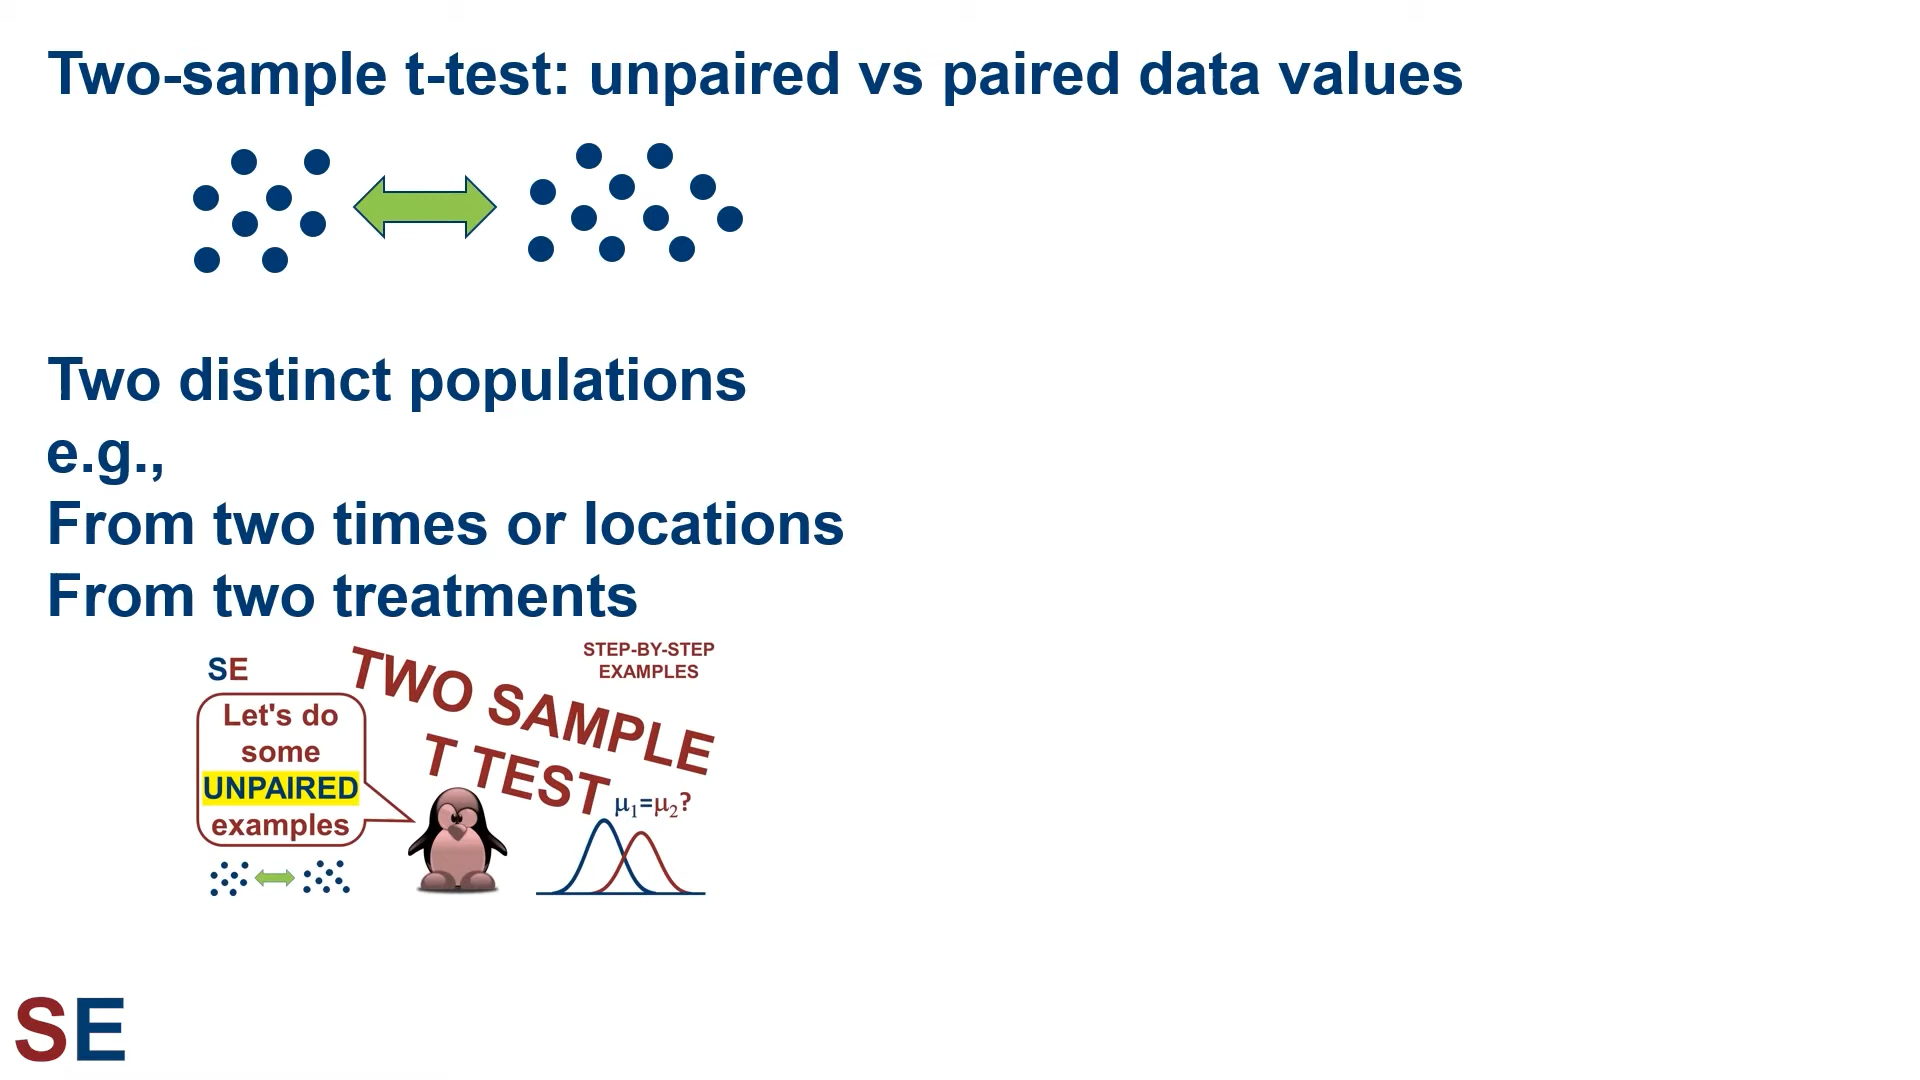 Two-sample t-test: unpaired vs paired data values
Two distinct populations
e.g.,
From two times or locations
From two treatments
SE
Let's do
some
UNPAIRED
examples
TWO SAMPLE
T TEST
STEP-BY-STEP
EXAMPLES
μ₁=μ₂?
SE